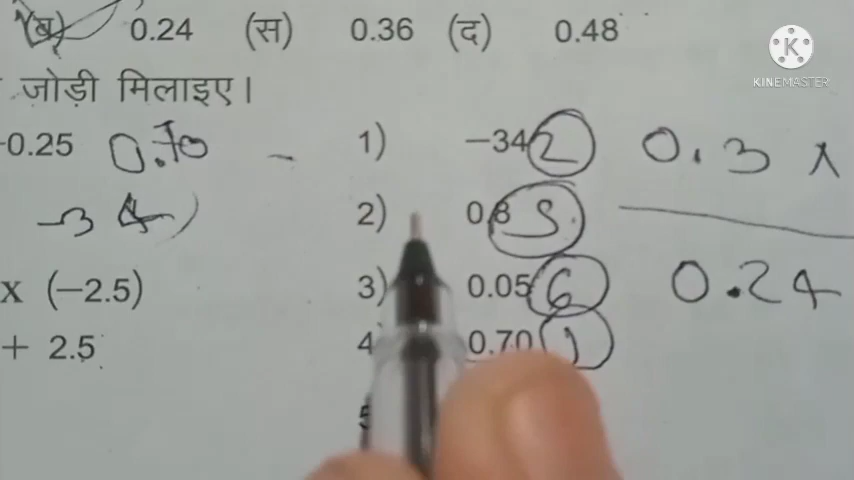 (ब) 0.24 (स) 0.36 (द) 0.48
जोड़ी मिलाइए।
-0.25 0.70 - 1) -34 2 0.3 x
-34) 2) 0.8 5
x (-2.5) 3) 0.05 6 0.24
+ 2.5 4 0.70 1
5
KINEMASTER